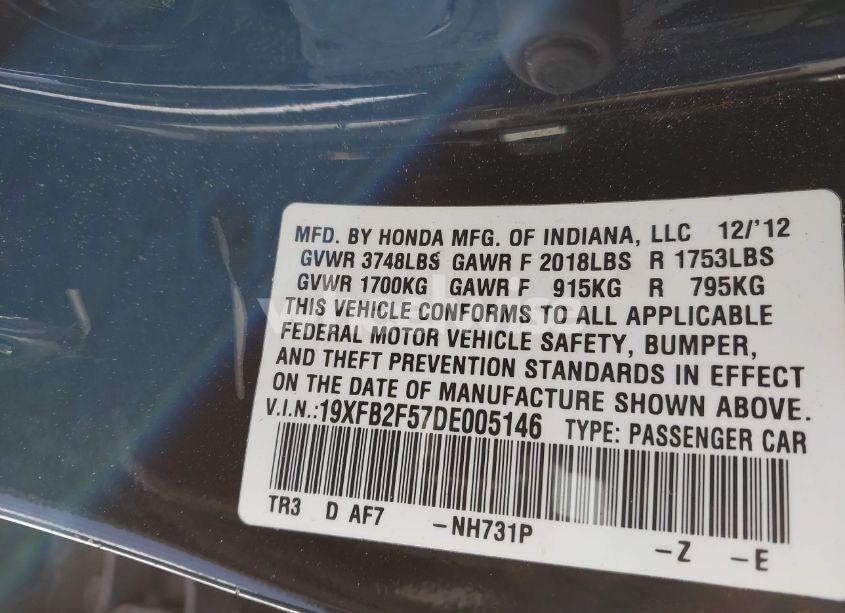 MFD. BY HONDA MFG. OF INDIANA, LLC 12/'12
GVWR 3748LBS GAWR F 2018LBS R 1753LBS
GVWR 1700KG GAWR F 915KG R 795KG
THIS VEHICLE CONFORMS TO ALL APPLICABLE
FEDERAL MOTOR VEHICLE SAFETY, BUMPER,
AND THEFT PREVENTION STANDARDS IN EFFECT
ON THE DATE OF MANUFACTURE SHOWN ABOVE.
V.I.N.:19XFB2F57DE005146 TYPE: PASSENGER CAR
TR3 D AF7 -NH731P -Z -E